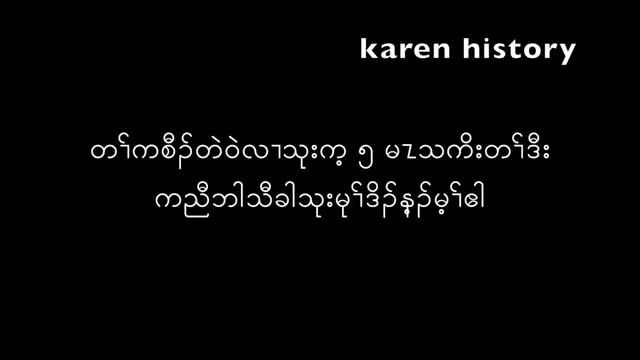 karen history
တၢ်ကစီၣ်တဲဝဲလၢသုးက့ ၅ မၤသကိးတၢ်ဒီး
ကညီဘါသီခါသုးမုၢ်ဒိၣ်န့ၣ်မ့ၢ်ဧါ